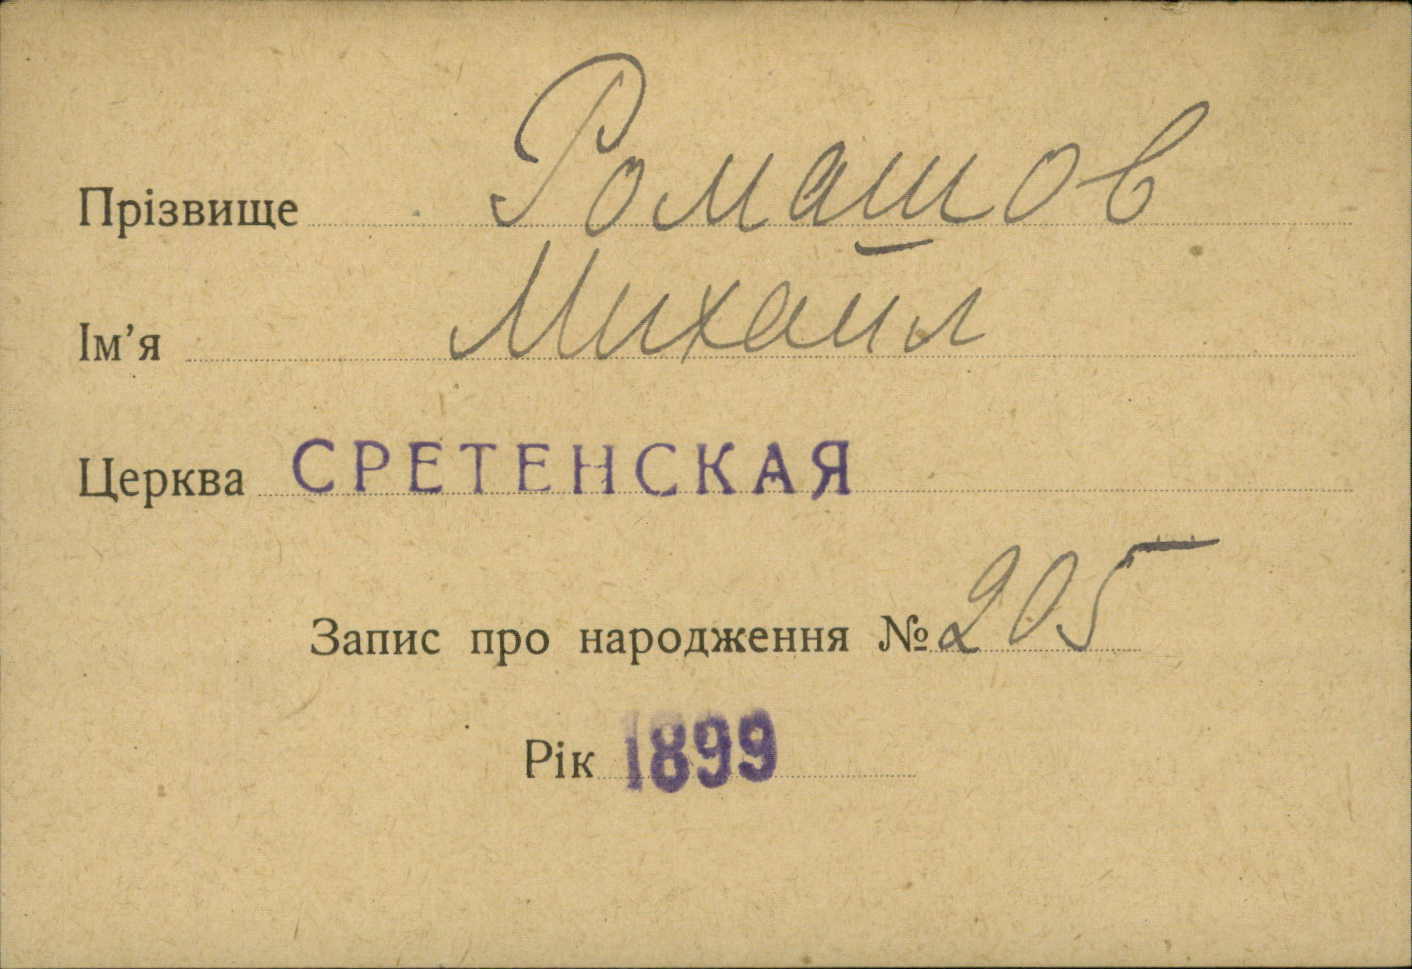 Прізвище Ромашов
Ім'я Михаил
Церква СРЕТЕНСКАЯ
Запис про народження № 205
Рік 1899